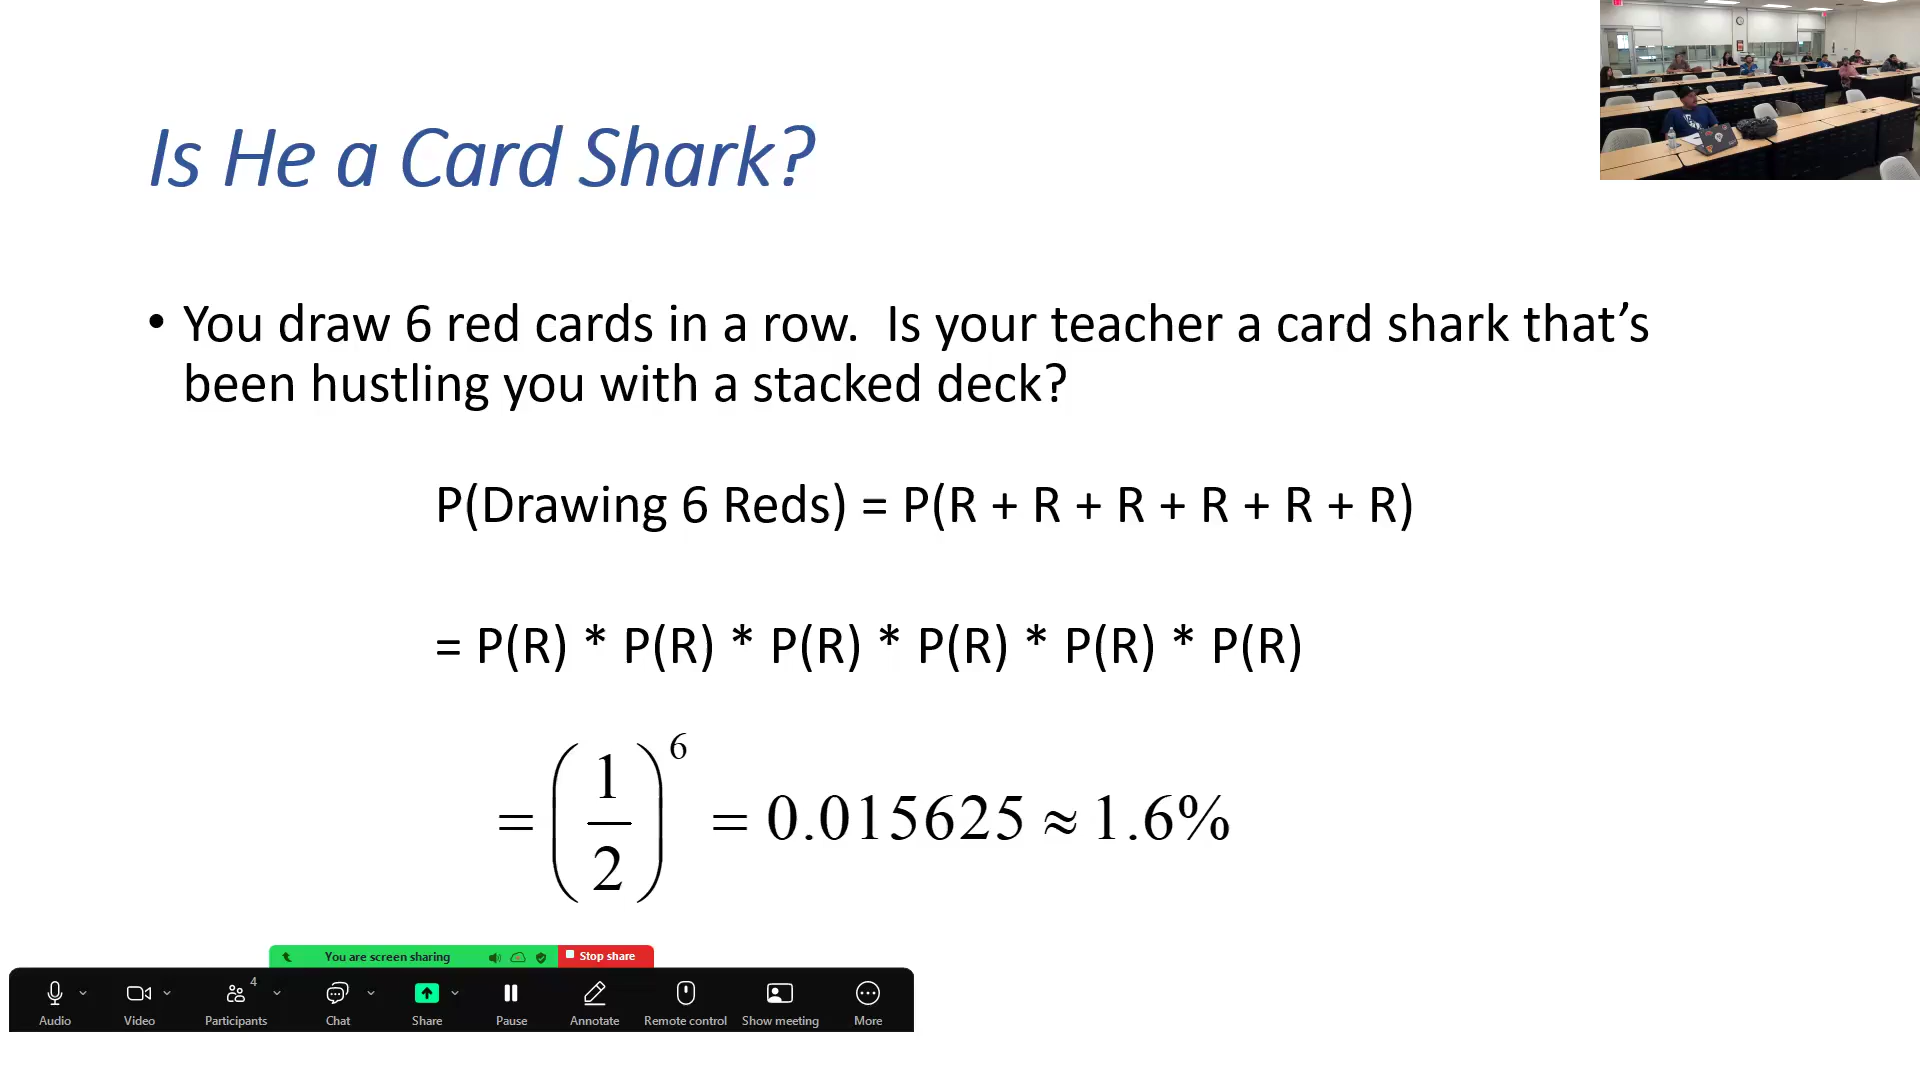 Is He a Card Shark?
• You draw 6 red cards in a row.  Is your teacher a card shark that’s
been hustling you with a stacked deck?
P(Drawing 6 Reds) = P(R + R + R + R + R + R)
= P(R) * P(R) * P(R) * P(R) * P(R) * P(R)
= (1/2)^6 = 0.015625 ≈ 1.6%
You are screen sharing
Stop share
4
Audio
Video
Participants
Chat
Share
Pause
Annotate
Remote control
Show meeting
More